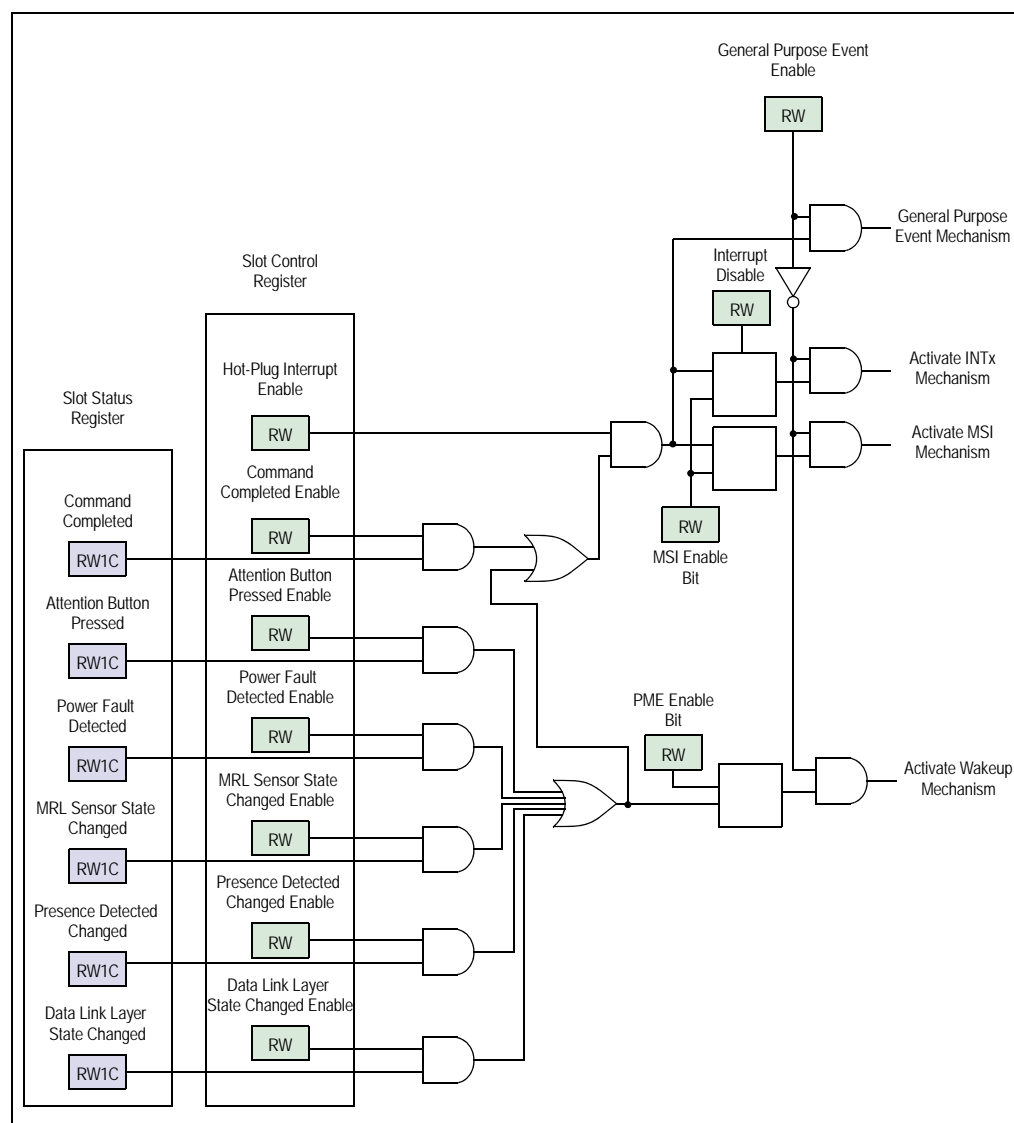 General Purpose Event
Enable
RW
General Purpose
Event Mechanism
Interrupt
Disable
RW
Slot Control
Register
Activate INTx
Mechanism
Hot-Plug Interrupt
Enable
RW
Slot Status
Register
Activate MSI
Mechanism
Command
Completed Enable
RW
Command
Completed
RW1C
RW
MSI Enable
Bit
Attention Button
Pressed Enable
RW
Attention Button
Pressed
RW1C
Power Fault
Detected Enable
RW
Power Fault
Detected
RW1C
PME Enable
Bit
RW
Activate Wakeup
Mechanism
MRL Sensor State
Changed Enable
RW
MRL Sensor State
Changed
RW1C
Presence Detected
Changed Enable
RW
Presence Detected
Changed
RW1C
Data Link Layer
State Changed Enable
RW
Data Link Layer
State Changed
RW1C